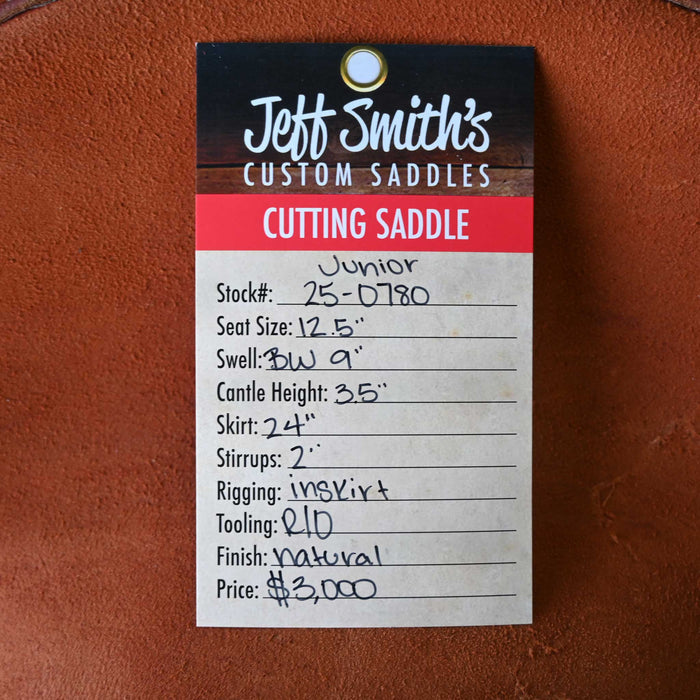 Jeff Smith's
CUSTOM SADDLES
CUTTING SADDLE
Junior
Stock#: 25-0780
Seat Size: 12.5"
Swell: BW 9"
Cantle Height: 3.5"
Skirt: 24"
Stirrups: 2"
Rigging: inskirt
Tooling: R/O
Finish: natural
Price: $3,000